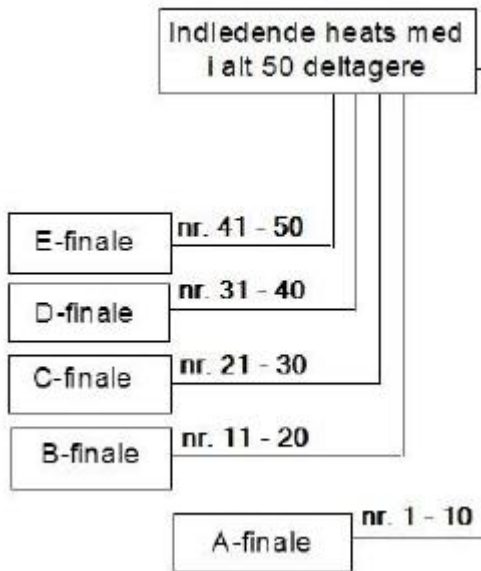 Indledende heats med
i alt 50 deltagere
nr. 41 - 50
E-finale
nr. 31 - 40
D-finale
nr. 21 - 30
C-finale
nr. 11 - 20
B-finale
nr. 1 - 10
A-finale